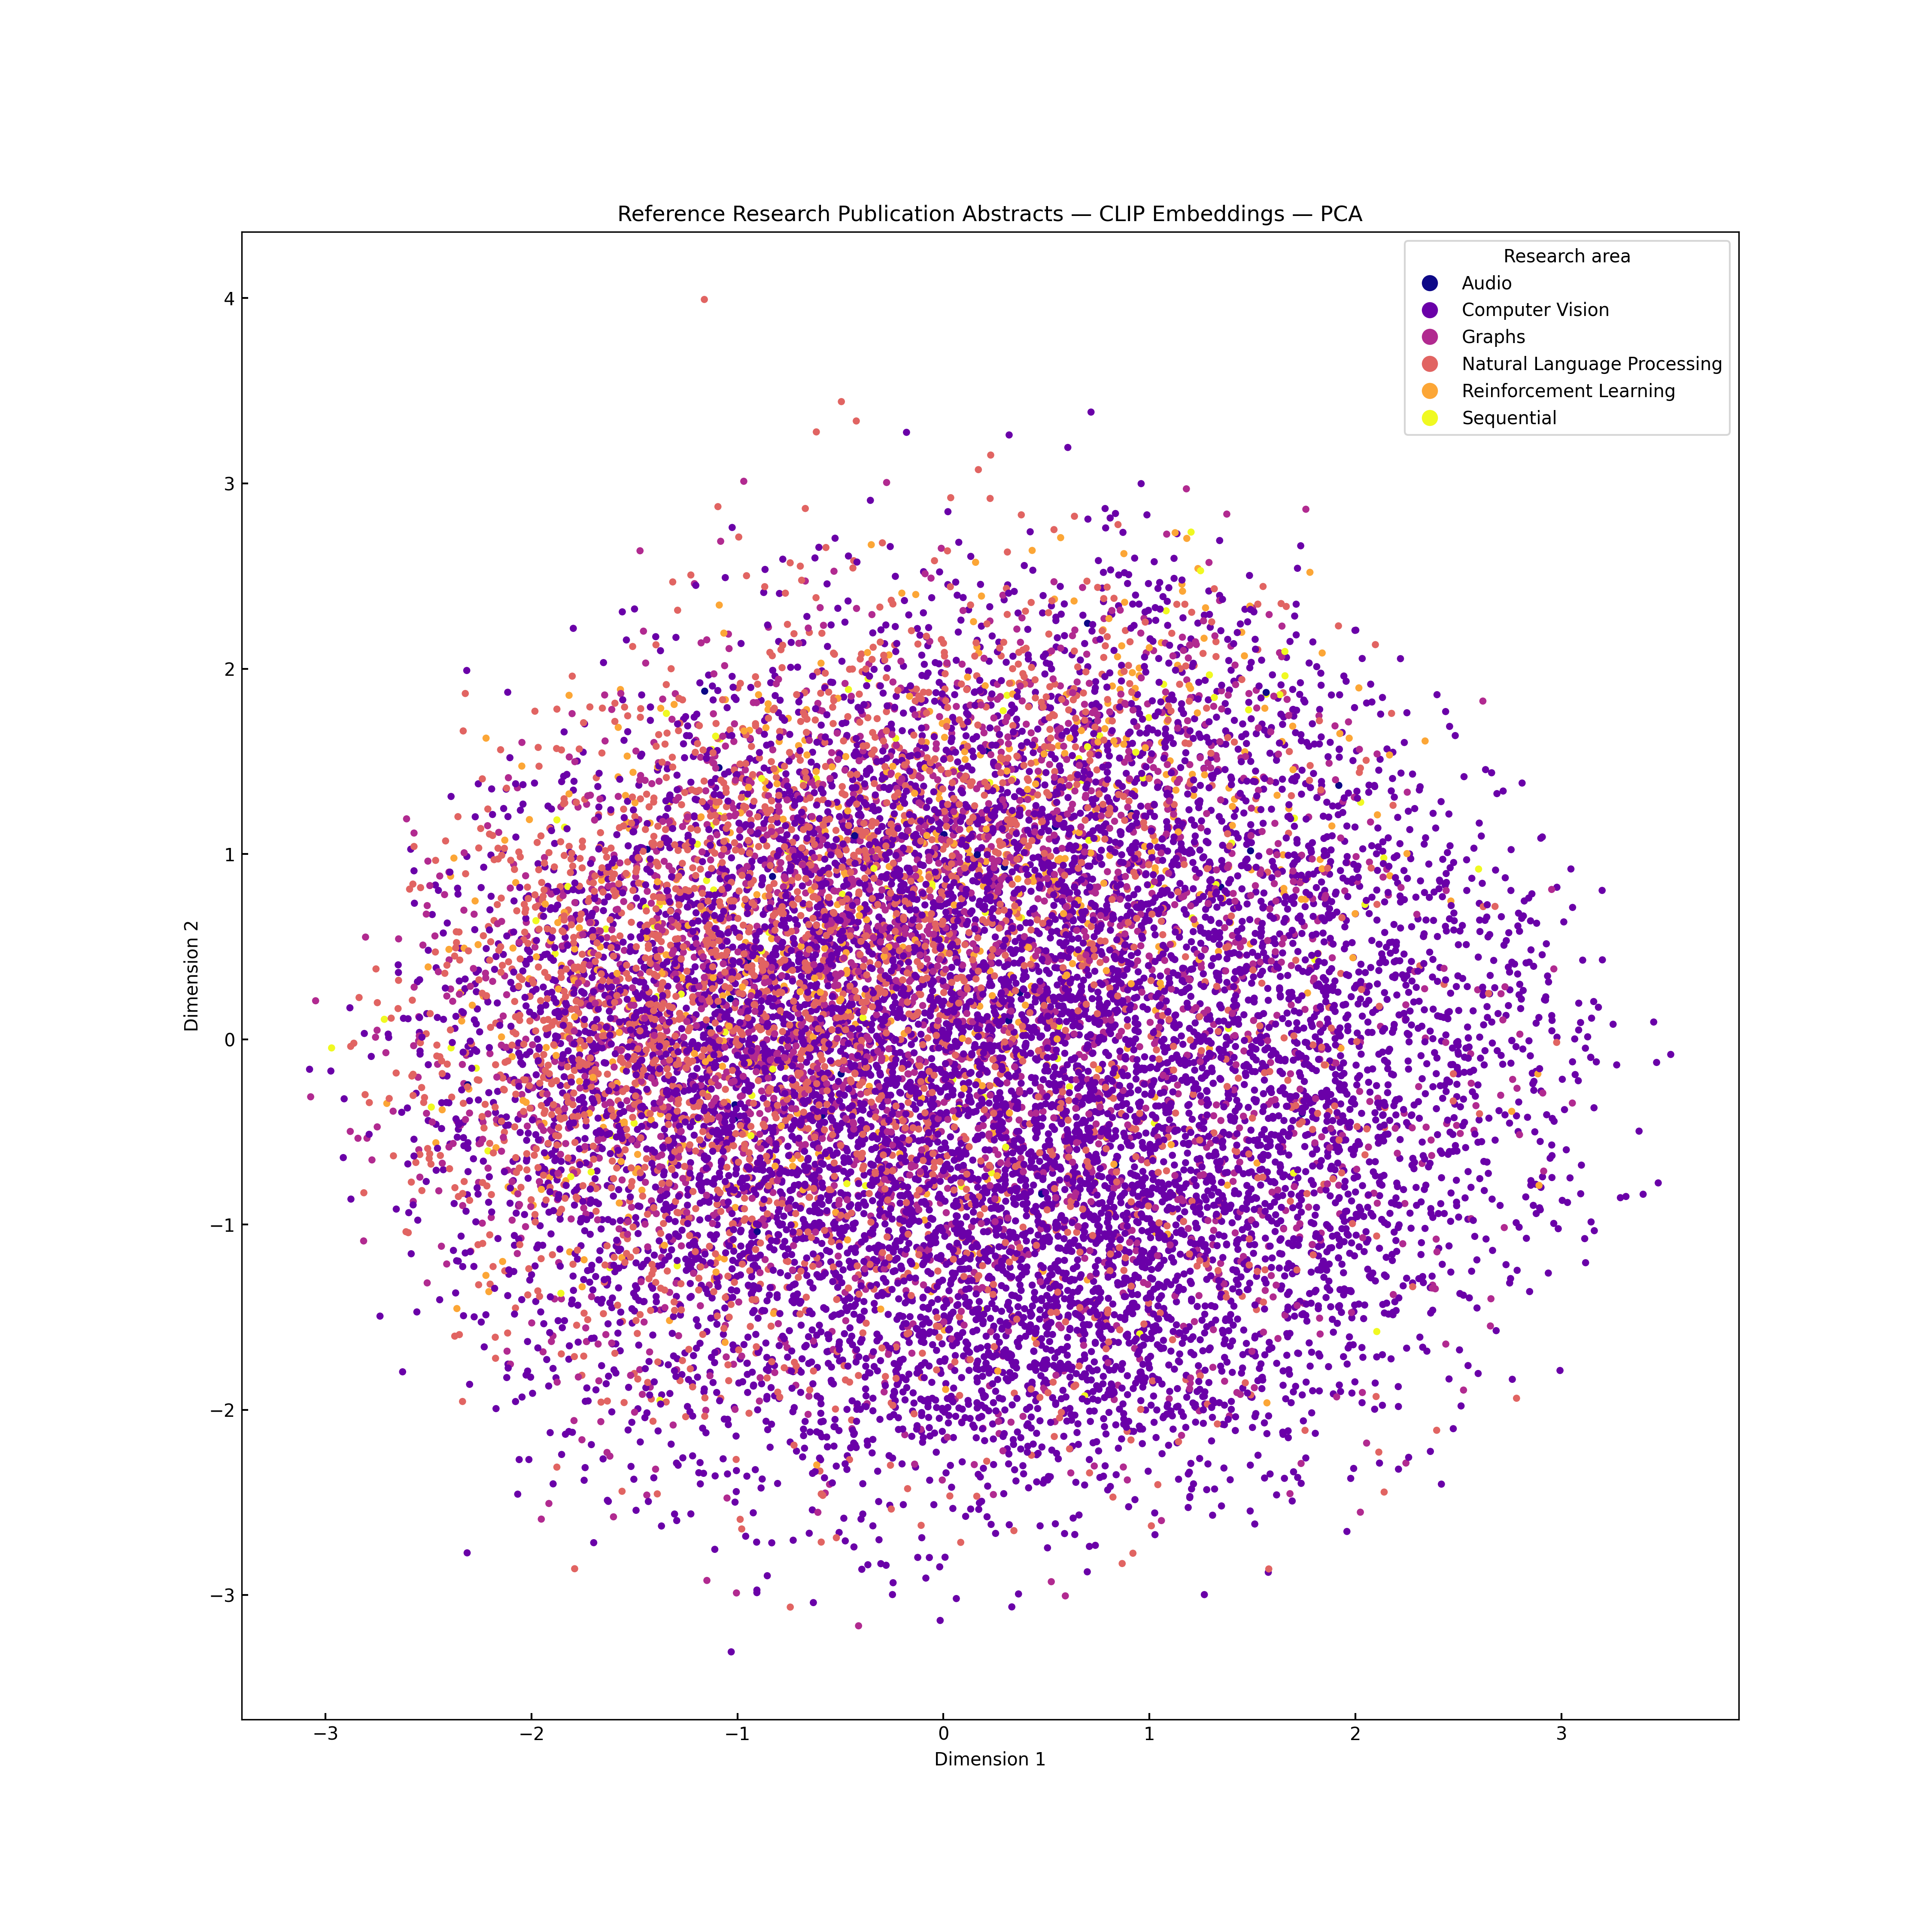 Reference Research Publication Abstracts — CLIP Embeddings — PCA
Research area
Audio
Computer Vision
Graphs
Natural Language Processing
Reinforcement Learning
Sequential
4
3
2
1
0
−1
−2
−3
Dimension 2
−3 −2 −1 0 1 2 3
Dimension 1